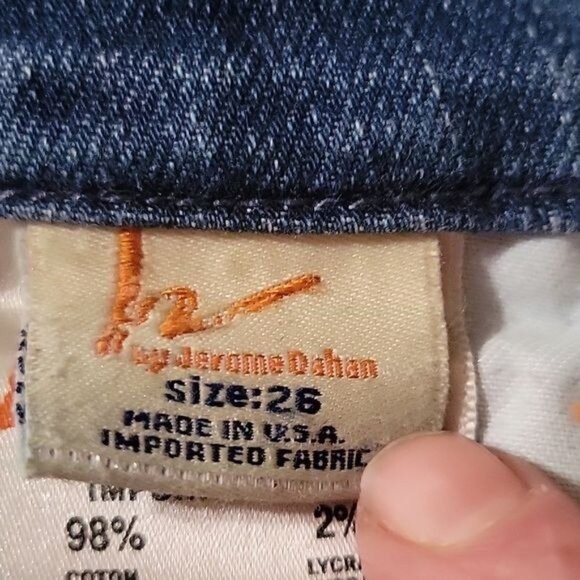 by Jerome Dahan
size:26
MADE IN U.S.A.
IMPORTED FABRIC
98% 2%
COTON LYCRA